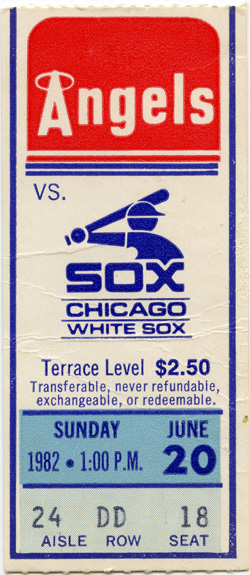 Angels
VS.
SOX
CHICAGO
WHITE SOX
Terrace Level $2.50
Transferable, never refundable,
exchangeable, or redeemable.
SUNDAY JUNE
1982 • 1:00 P.M. 20
24 DD 18
AISLE ROW SEAT